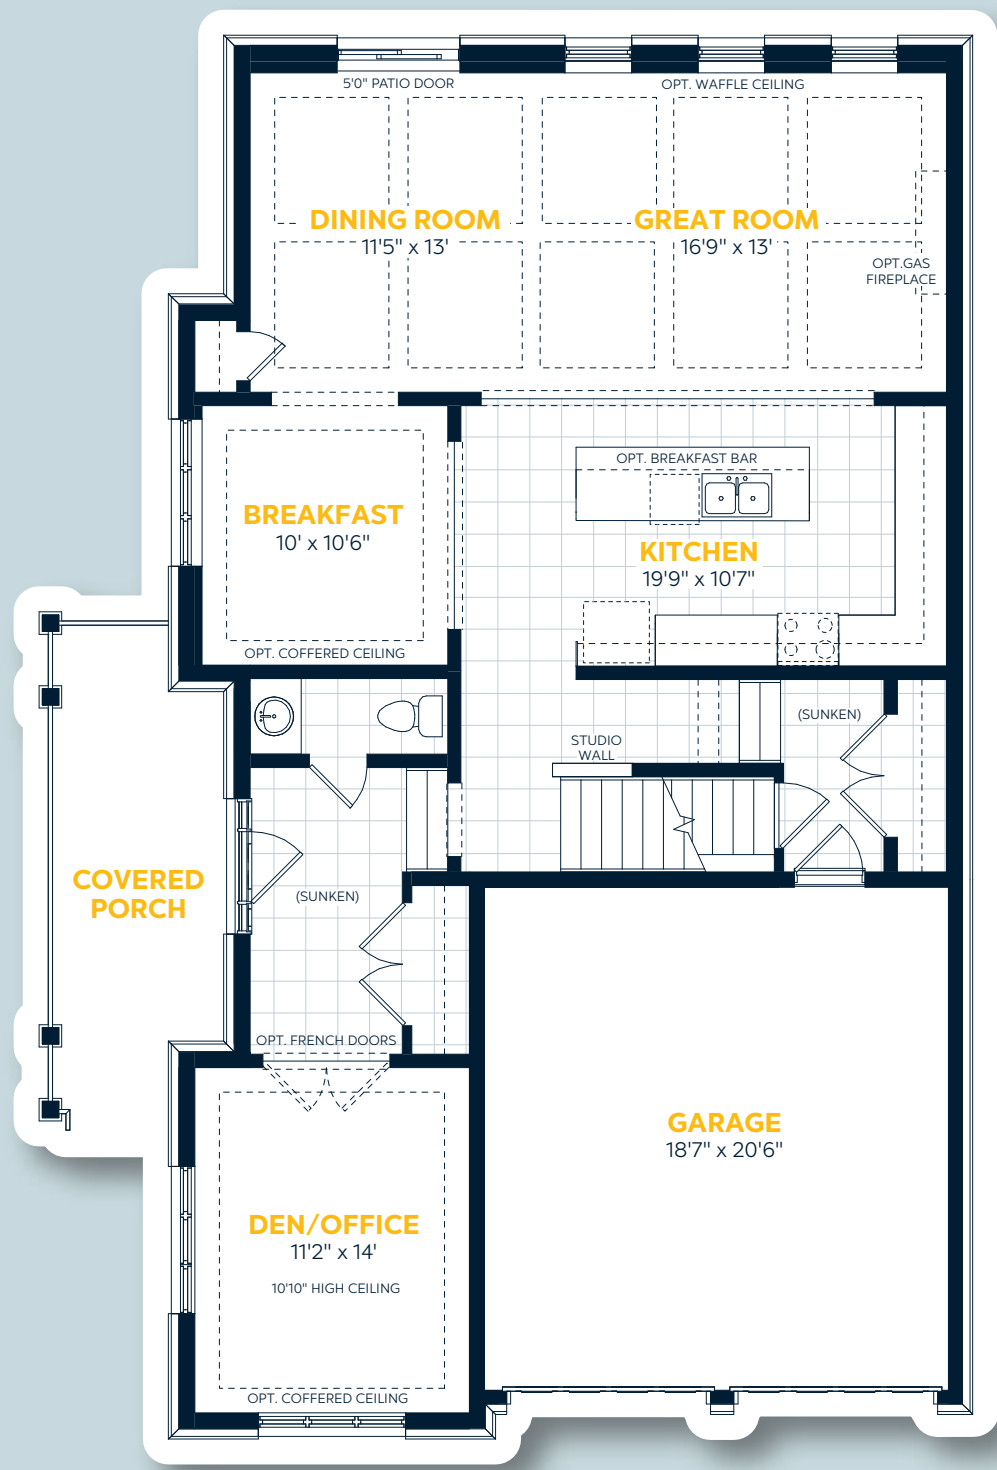 5'0" PATIO DOOR
OPT. WAFFLE CEILING
DINING ROOM
11'5" x 13'
GREAT ROOM
16'9" x 13'
OPT.GAS
FIREPLACE
OPT. BREAKFAST BAR
BREAKFAST
10' x 10'6"
KITCHEN
19'9" x 10'7"
OPT. COFFERED CEILING
(SUNKEN)
STUDIO
WALL
COVERED
PORCH
(SUNKEN)
OPT. FRENCH DOORS
GARAGE
18'7" x 20'6"
DEN/OFFICE
11'2" x 14'
10'10" HIGH CEILING
OPT. COFFERED CEILING